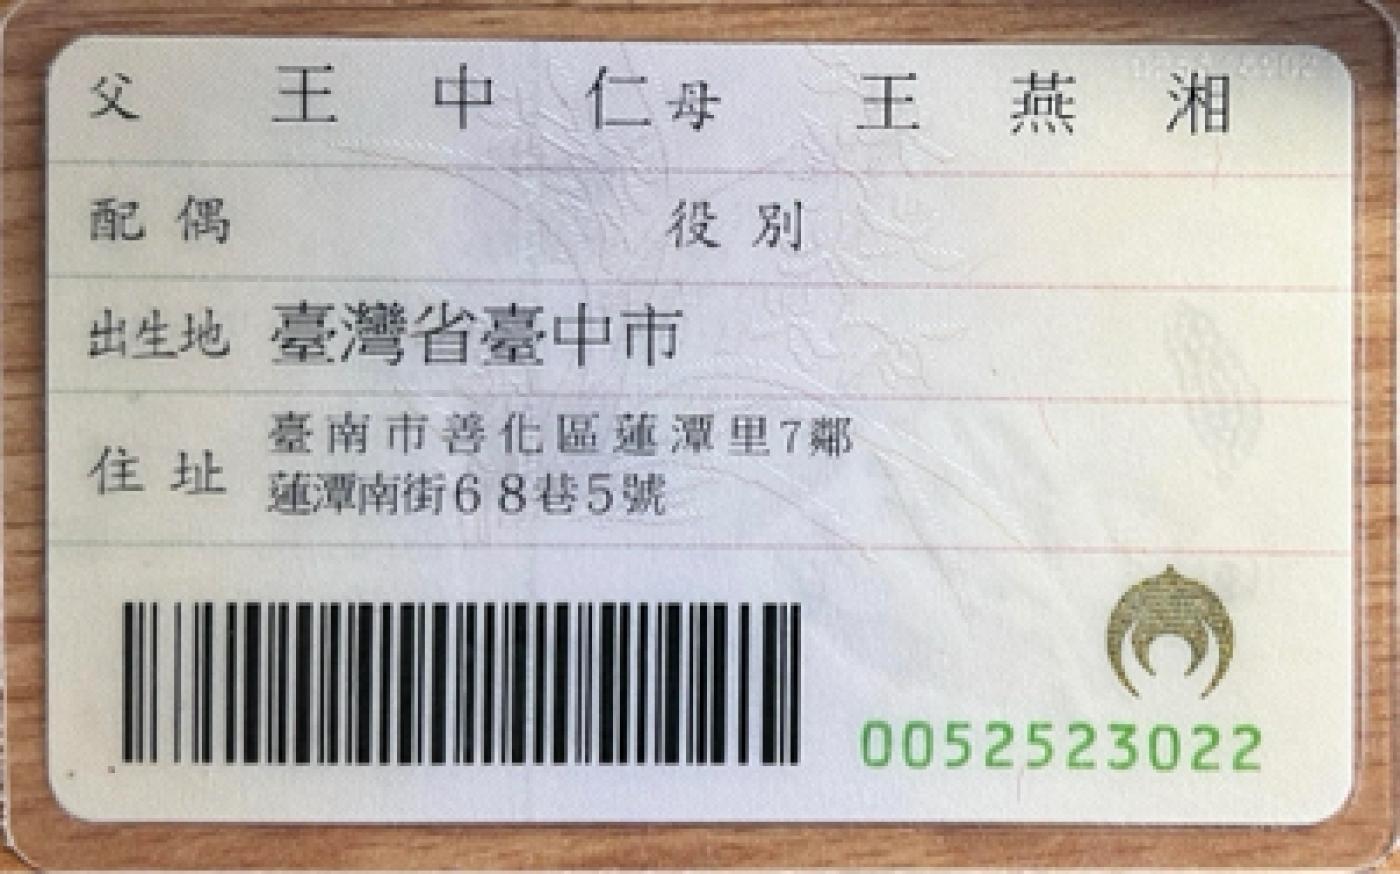 父 王中仁 母 王燕湘
配偶 役別
出生地 臺灣省臺中市
住址 臺南市善化區蓮潭里7鄰
蓮潭南街68巷5號
0052523022